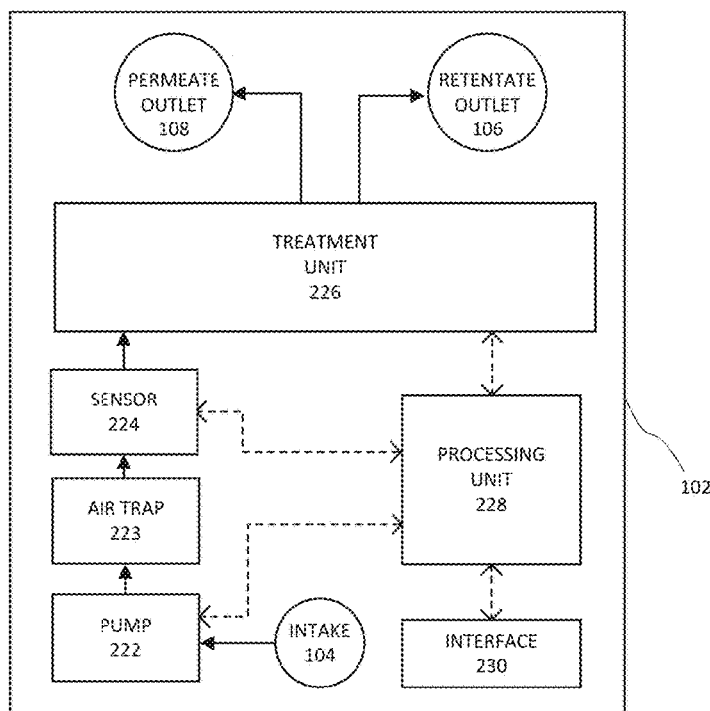 PERMEATE
OUTLET
108
RETENTATE
OUTLET
106
TREATMENT
UNIT
226
SENSOR
224
PROCESSING
UNIT
228
102
AIR TRAP
223
PUMP
222
INTAKE
104
INTERFACE
230